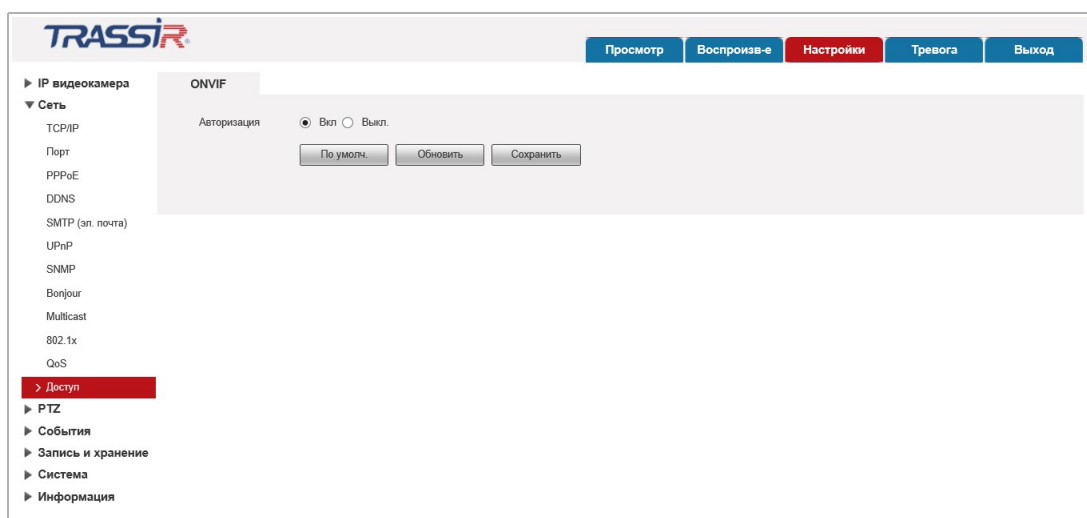 TRASSIR
Просмотр
Воспроизв-е
Настройки
Тревога
Выход
IP видеокамера
Сеть
TCP/IP
Порт
PPPoE
DDNS
SMTP (эл. почта)
UPnP
SNMP
Bonjour
Multicast
802.1x
QoS
Доступ
PTZ
События
Запись и хранение
Система
Информация
ONVIF
Авторизация Вкл Выкл.
По умолч. Обновить Сохранить